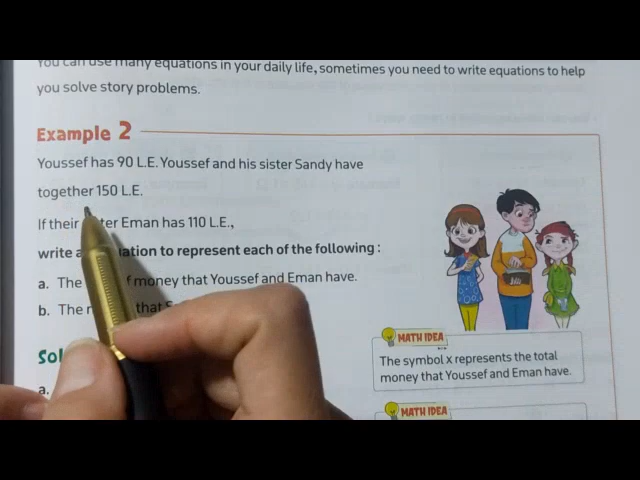 You can use many equations in your daily life, sometimes you need to write equations to help
you solve story problems.
Example 2
Youssef has 90 L.E. Youssef and his sister Sandy have
together 150 L.E.
If their ter Eman has 110 L.E.,
write a ation to represent each of the following :
a. The f money that Youssef and Eman have.
b. The that S
Sol
a.
MATH IDEA
The symbol x represents the total
money that Youssef and Eman have.
MATH IDEA